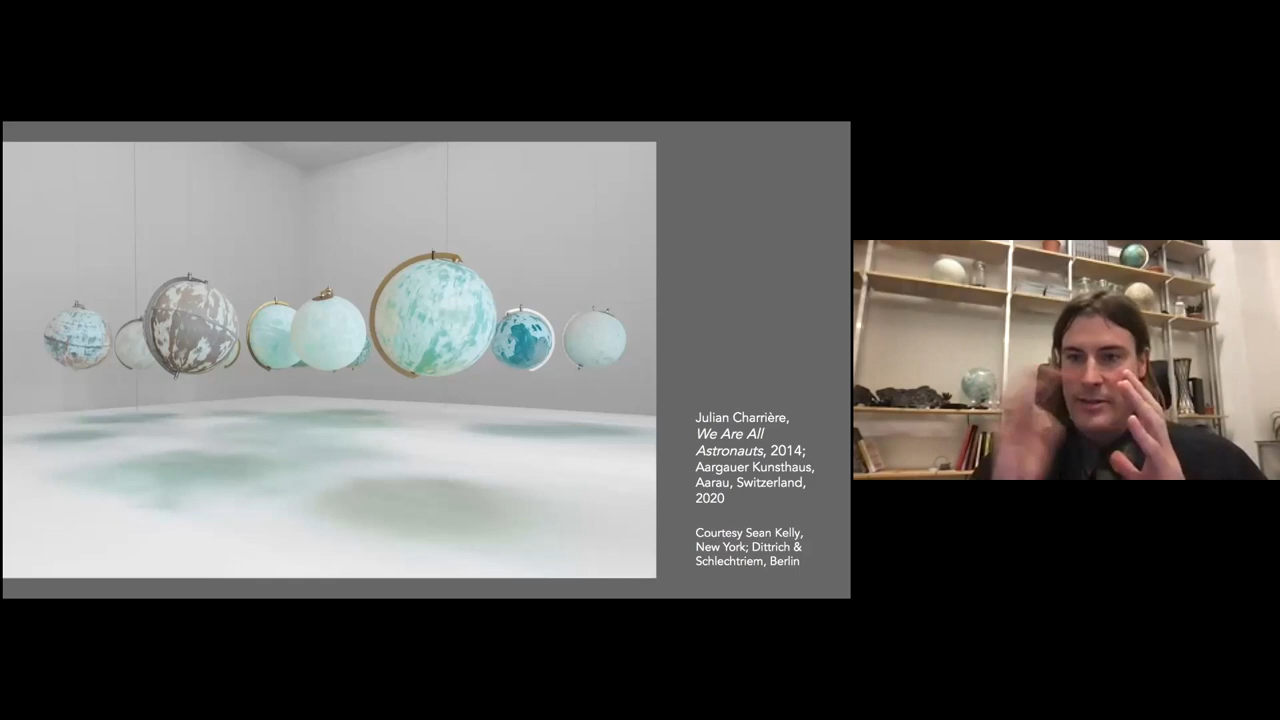 Julian Charrière,
We Are All
Astronauts, 2014;
Aargauer Kunsthaus,
Aarau, Switzerland,
2020
Courtesy Sean Kelly,
New York; Dittrich &
Schlechtriem, Berlin